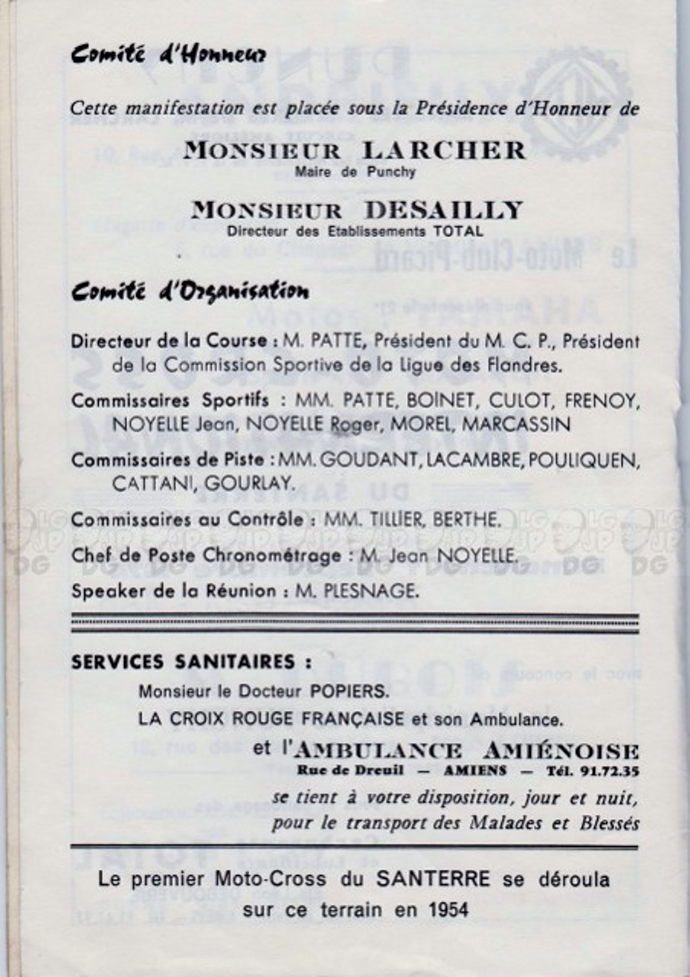 Comité d'Honneur
Cette manifestation est placée sous la Présidence d'Honneur de
MONSIEUR LARCHER
Maire de Punchy
MONSIEUR DESAILLY
Directeur des Etablissements TOTAL
Comité d'Organisation
Directeur de la Course : M. PATTE, Président du M. C. P., Président
de la Commission Sportive de la Ligue des Flandres.
Commissaires Sportifs : MM. PATTE, BOINET, CULOT, FRENOY,
NOYELLE Jean, NOYELLE Roger, MOREL, MARCASSIN
Commissaires de Piste : MM. GOUDANT, LACAMBRE, POULIQUEN,
CATTANI, GOURLAY.
Commissaires au Contrôle : MM. TILLIER, BERTHE.
Chef de Poste Chronométrage : M. Jean NOYELLE.
Speaker de la Réunion : M. PLESNAGE.
SERVICES SANITAIRES :
Monsieur le Docteur POPIERS.
LA CROIX ROUGE FRANÇAISE et son Ambulance.
et l'AMBULANCE AMIÉNOISE
Rue de Dreuil — AMIENS — Tél. 91.72.35
se tient à votre disposition, jour et nuit,
pour le transport des Malades et Blessés
Le premier Moto-Cross du SANTERRE se déroula
sur ce terrain en 1954